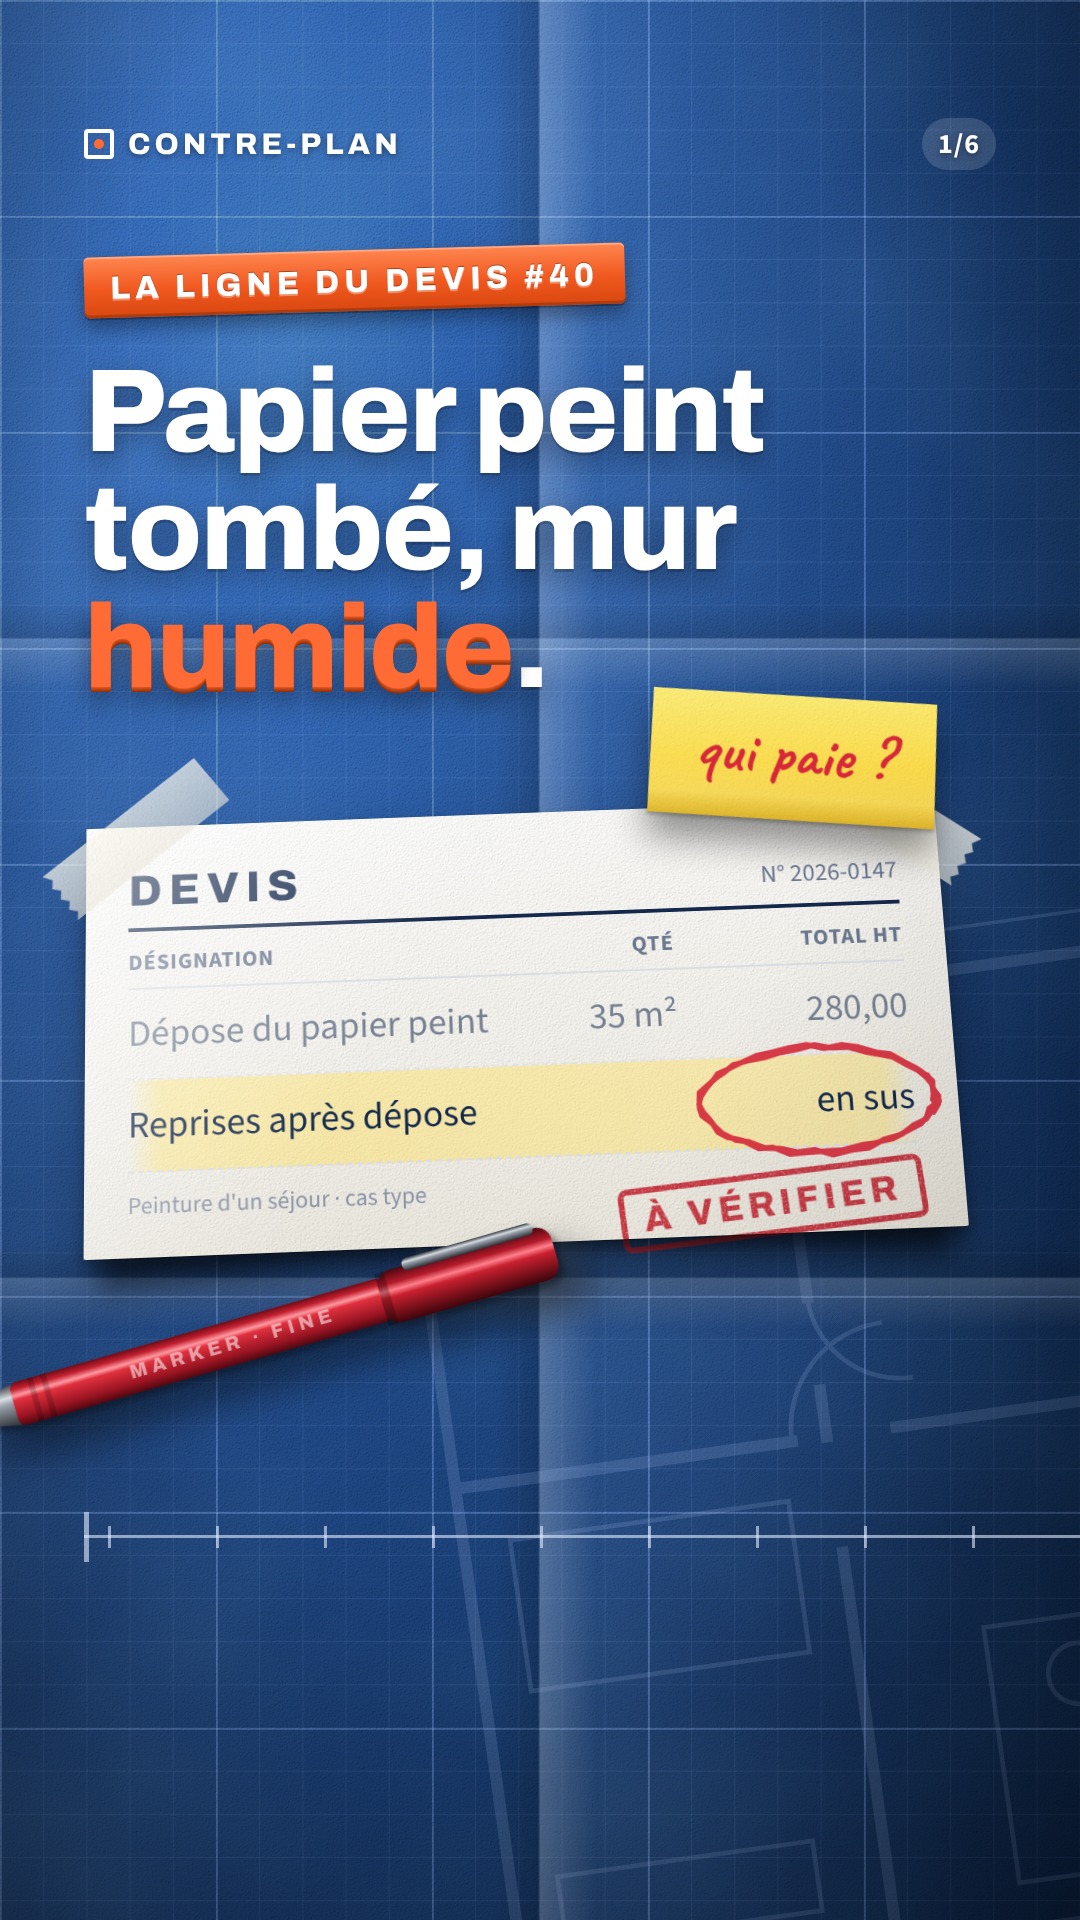 CONTRE-PLAN
1/6
LA LIGNE DU DEVIS #40
Papier peint
tombé, mur
humide.
qui paie ?
DEVIS
N° 2026-0147
DÉSIGNATION QTÉ TOTAL HT
Dépose du papier peint 35 m² 280,00
Reprises après dépose en sus
Peinture d'un séjour · cas type
À VÉRIFIER
MARKER · FINE